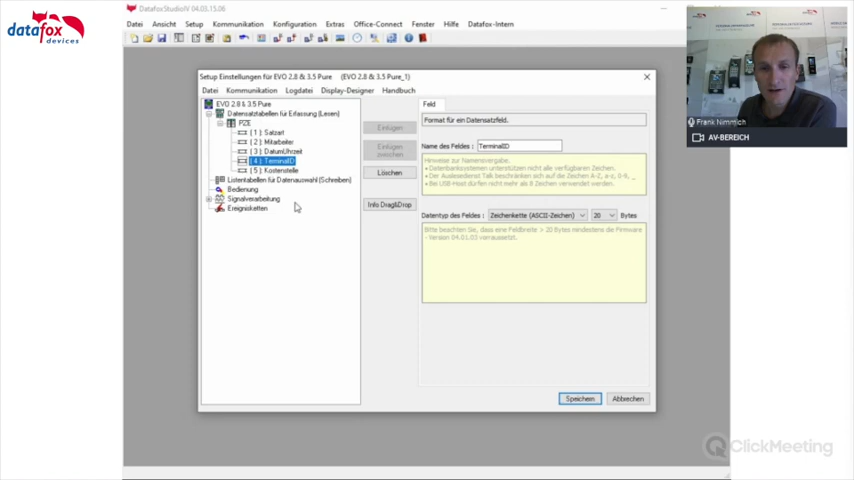 datafox
devices
DatafoxStudioIV 04.03.15.06
Datei Ansicht Setup Kommunikation Konfiguration Extras Office-Connect Fenster Hilfe Datafox-Intern
Setup Einstellungen für EVO 2.8 & 3.5 Pure (EVO 2.8 & 3.5 Pure_1)
Datei Kommunikation Logdatei Display-Designer Handbuch
EVO 2.8 & 3.5 Pure
Datensatztabellen für Erfassung (Lesen)
PZE
[ 1 ]: Satzart
[ 2 ]: Mitarbeiter
[ 3 ]: DatumUhrzeit
[ 4 ]: TerminalID
[ 5 ]: Kostenstelle
Listentabellen für Datenauswahl (Schreiben)
Bedienung
Signalverarbeitung
Ereignisketten
Einfügen
Einfügen
zwischen
Löschen
Info Drag&Drop
Feld
Format für ein Datensatzfeld.
Name des Feldes : TerminalID
Hinweise zur Namensvergabe.
• Datenbanksystemen unterstützen nicht alle verfügbaren Zeichen.
• Der Auslesedienst Talk beschränken sich auf die Zeichen A-Z, a-z, 0-9, _
• Bei USB-Host dürfen nicht mehr als 8 Zeichen verwendet werden.
Datentyp des Feldes : Zeichenkette (ASCII-Zeichen) 20 Bytes
Bitte beachten Sie, dass eine Feldbreite > 20 Bytes mindestens die Firmware
- Version 04.01.03 verraussetzt.
Speichern Abbrechen
Frank Nimmich
AV-BEREICH
ClickMeeting